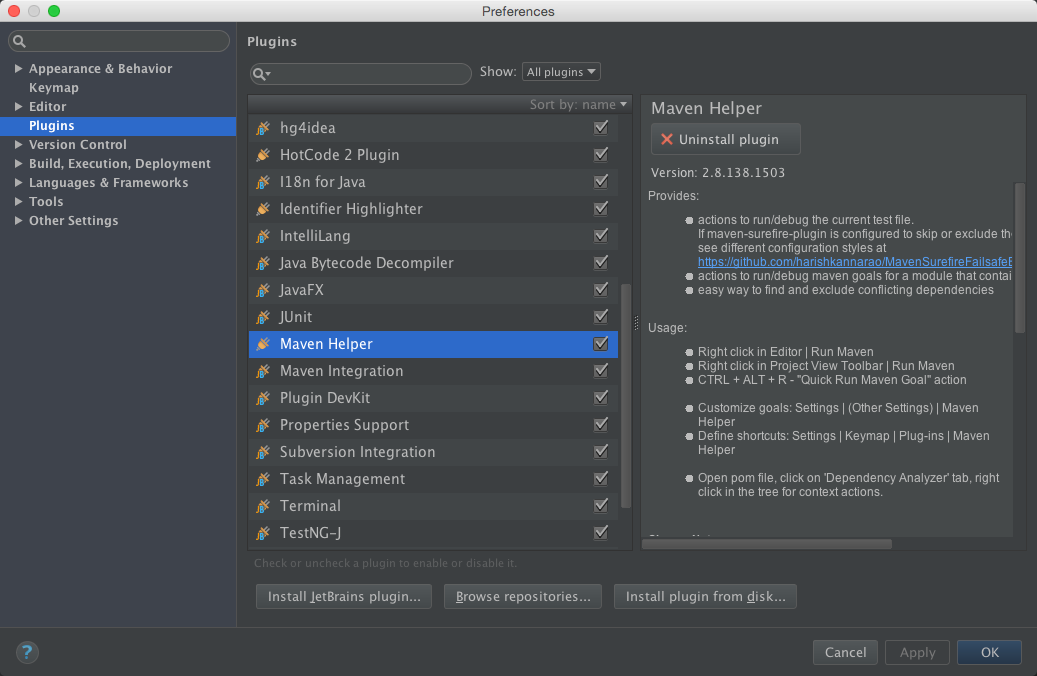 Preferences
Appearance & Behavior
Keymap
Editor
Plugins
Version Control
Build, Execution, Deployment
Languages & Frameworks
Tools
Other Settings
Plugins
Show: All plugins
Sort by: name
hg4idea
HotCode 2 Plugin
I18n for Java
Identifier Highlighter
IntelliLang
Java Bytecode Decompiler
JavaFX
JUnit
Maven Helper
Maven Integration
Plugin DevKit
Properties Support
Subversion Integration
Task Management
Terminal
TestNG-J
Check or uncheck a plugin to enable or disable it.
Install JetBrains plugin...
Browse repositories...
Install plugin from disk...
Maven Helper
Uninstall plugin
Version: 2.8.138.1503
Provides:
actions to run/debug the current test file.
If maven-surefire-plugin is configured to skip or exclude
see different configuration styles at
https://github.com/harishkannarao/MavenSurefireFailsafe
actions to run/debug maven goals for a module that
easy way to find and exclude conflicting dependencies
Usage:
Right click in Editor | Run Maven
Right click in Project View Toolbar | Run Maven
CTRL + ALT + R - "Quick Run Maven Goal" action
Customize goals: Settings | (Other Settings) | Maven
Helper
Define shortcuts: Settings | Keymap | Plug-ins | Maven
Helper
Open pom file, click on 'Dependency Analyzer' tab, right
click in the tree for context actions.
?
Cancel
Apply
OK